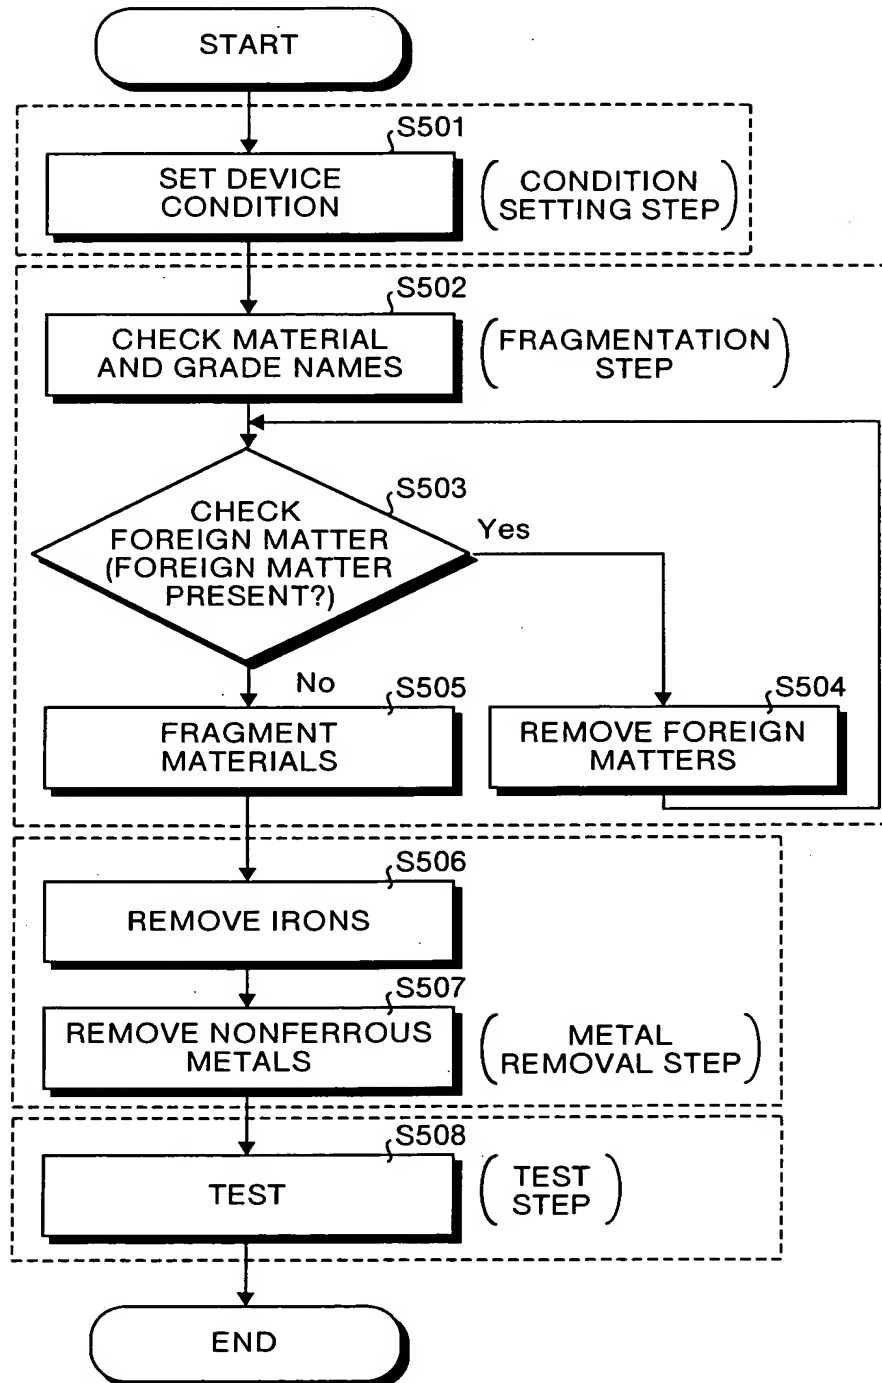 START
S501
SET DEVICE
CONDITION
CONDITION
SETTING STEP
S502
CHECK MATERIAL
AND GRADE NAMES
FRAGMENTATION
STEP
S503
CHECK
FOREIGN MATTER
(FOREIGN MATTER
PRESENT?)
Yes
No
S505
FRAGMENT
MATERIALS
S504
REMOVE FOREIGN
MATTERS
S506
REMOVE IRONS
S507
REMOVE NONFERROUS
METALS
METAL
REMOVAL STEP
S508
TEST
TEST
STEP
END